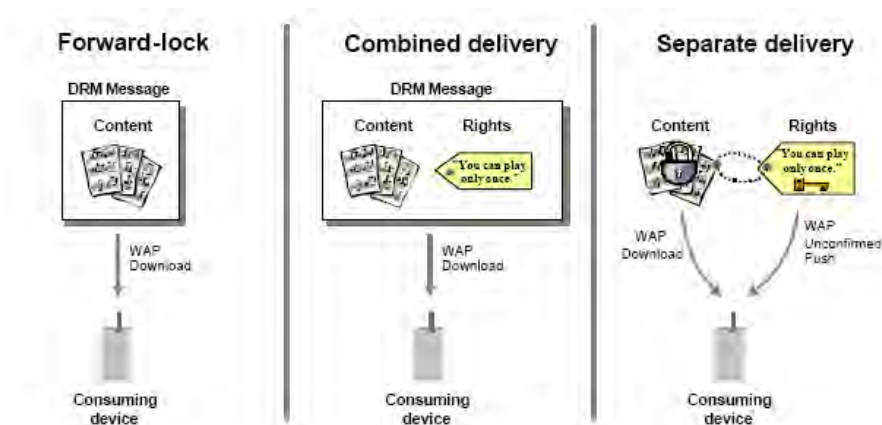 Forward-lock
DRM Message
Content
WAP
Download
Consuming
device
Combined delivery
DRM Message
Content
Rights
"You can play
only once."
WAP
Download
Consuming
device
Separate delivery
Content
Rights
"You can play
only once."
WAP
Download
WAP
Unconfirmed
Push
Consuming
device